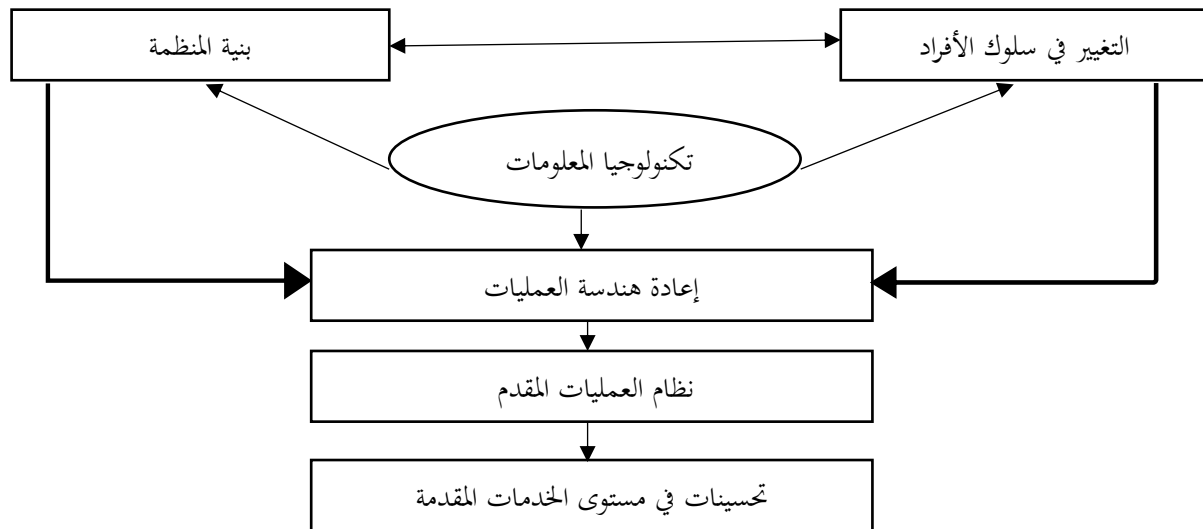 التغيير في سلوك الأفراد
بنية المنظمة
تكنولوجيا المعلومات
إعادة هندسة العمليات
نظام العمليات المقدم
تحسينات في مستوى الخدمات المقدمة